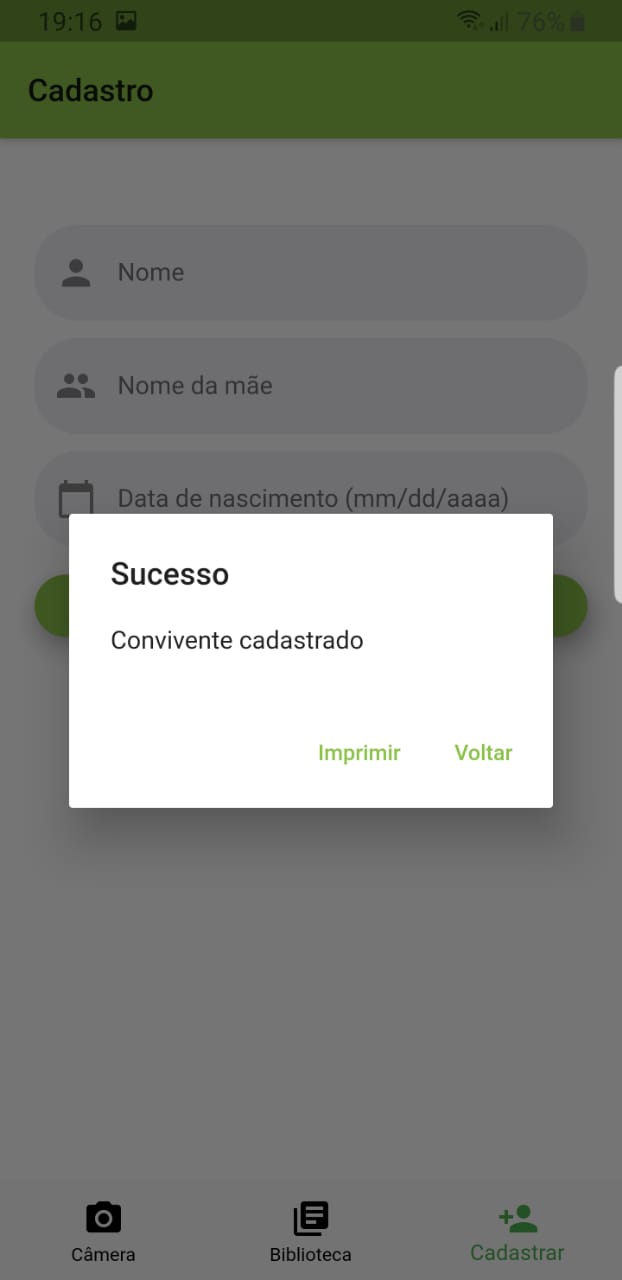 19:16 76%
Cadastro
Nome
Nome da mãe
Data de nascimento (mm/dd/aaaa)
Sucesso
Convivente cadastrado
Imprimir Voltar
Câmera Biblioteca Cadastrar